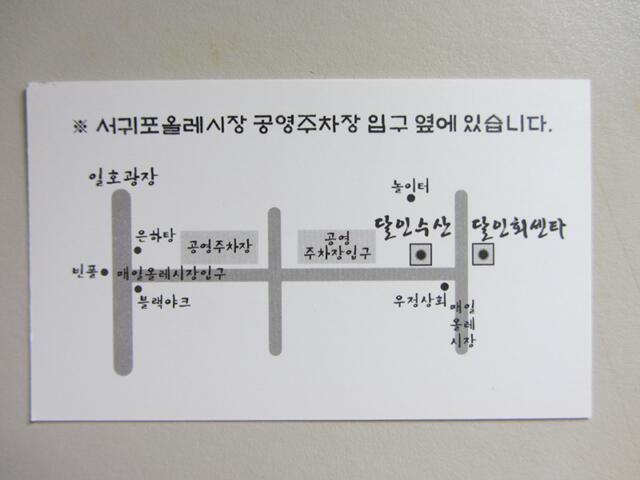 ※ 서귀포올레시장 공영주차장 입구 옆에 있습니다.
일호광장
놀이터
은하탕
공영주차장
공영
주차장입구
달인수산
달인회센타
빈폴
매일올레시장입구
블랙야크
우정상회
매일
올레
시장